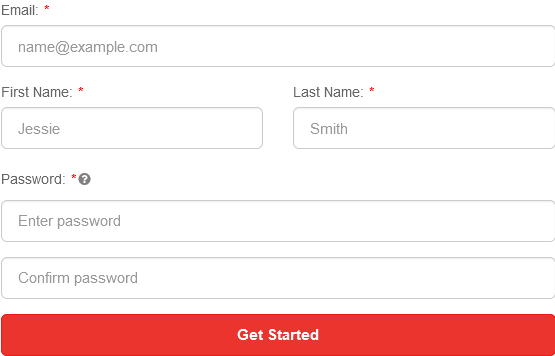 Email: *
name@example.com
First Name: * Last Name: *
Jessie Smith
Password: *
Enter password
Confirm password
Get Started